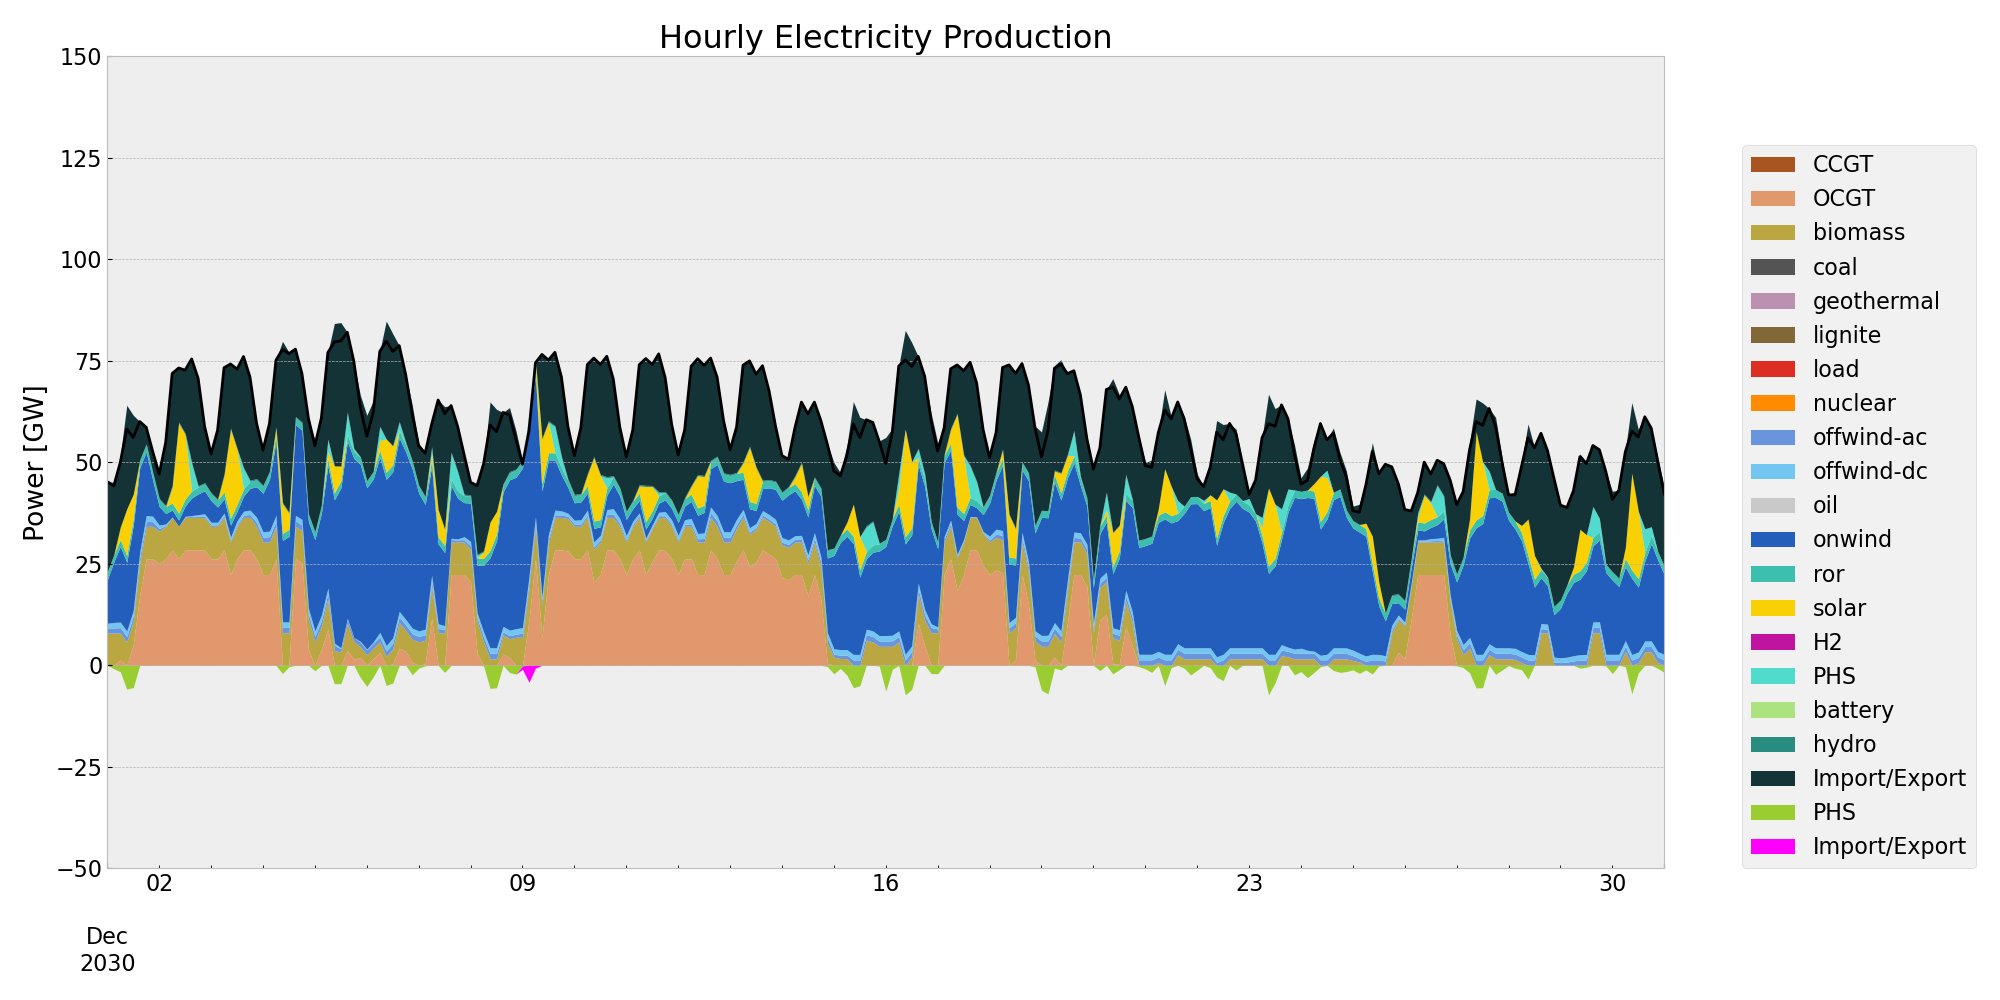 Hourly Electricity Production
Power [GW]
150
125
100
75
50
25
0
−25
−50
02
09
16
23
30
Dec
2030
CCGT
OCGT
biomass
coal
geothermal
lignite
load
nuclear
offwind-ac
offwind-dc
oil
onwind
ror
solar
H2
PHS
battery
hydro
Import/Export
PHS
Import/Export